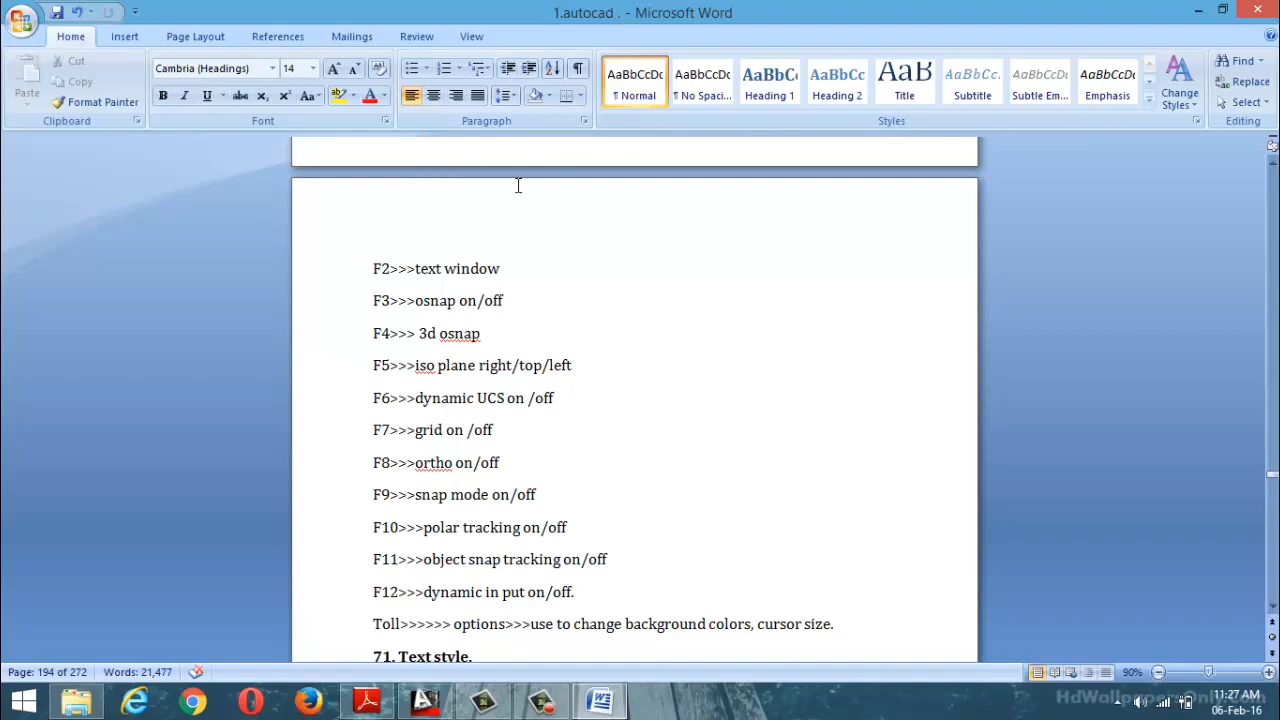 1.autocad . - Microsoft Word
Home Insert Page Layout References Mailings Review View
Paste
Cut
Copy
Format Painter
Clipboard
Cambria (Headings) 14
Font
Paragraph
AaBbCcDc AaBbCcDc AaBbCc AaBbCc AaB AaBbCc. AaBbCcDc AaBbCcDc
¶ Normal ¶ No Spaci... Heading 1 Heading 2 Title Subtitle Subtle Em... Emphasis
Change Styles
Styles
Find
Replace
Select
Editing
F2>>>text window
F3>>>osnap on/off
F4>>> 3d osnap
F5>>>iso plane right/top/left
F6>>>dynamic UCS on /off
F7>>>grid on /off
F8>>>ortho on/off
F9>>>snap mode on/off
F10>>>polar tracking on/off
F11>>>object snap tracking on/off
F12>>>dynamic in put on/off.
Toll>>>>>> options>>>use to change background colors, cursor size.
71. Text style.
Page: 194 of 272 Words: 21,477 90%
HdWallpapersOnly.com
11:27 AM
06-Feb-16